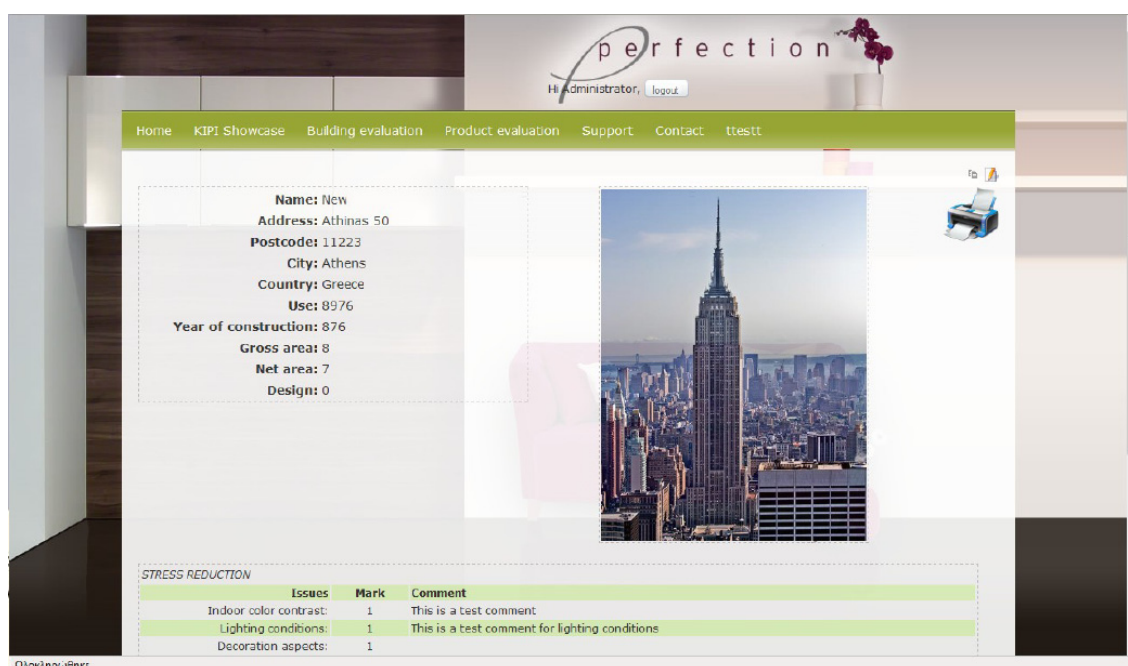 perfection
Hi Administrator, logout
Home KIPI Showcase Building evaluation Product evaluation Support Contact ttestt
Name: New
Address: Athinas 50
Postcode: 11223
City: Athens
Country: Greece
Use: 8976
Year of construction: 876
Gross area: 8
Net area: 7
Design: 0
STRESS REDUCTION
Issues Mark Comment
Indoor color contrast: 1 This is a test comment
Lighting conditions: 1 This is a test comment for lighting conditions
Decoration aspects: 1